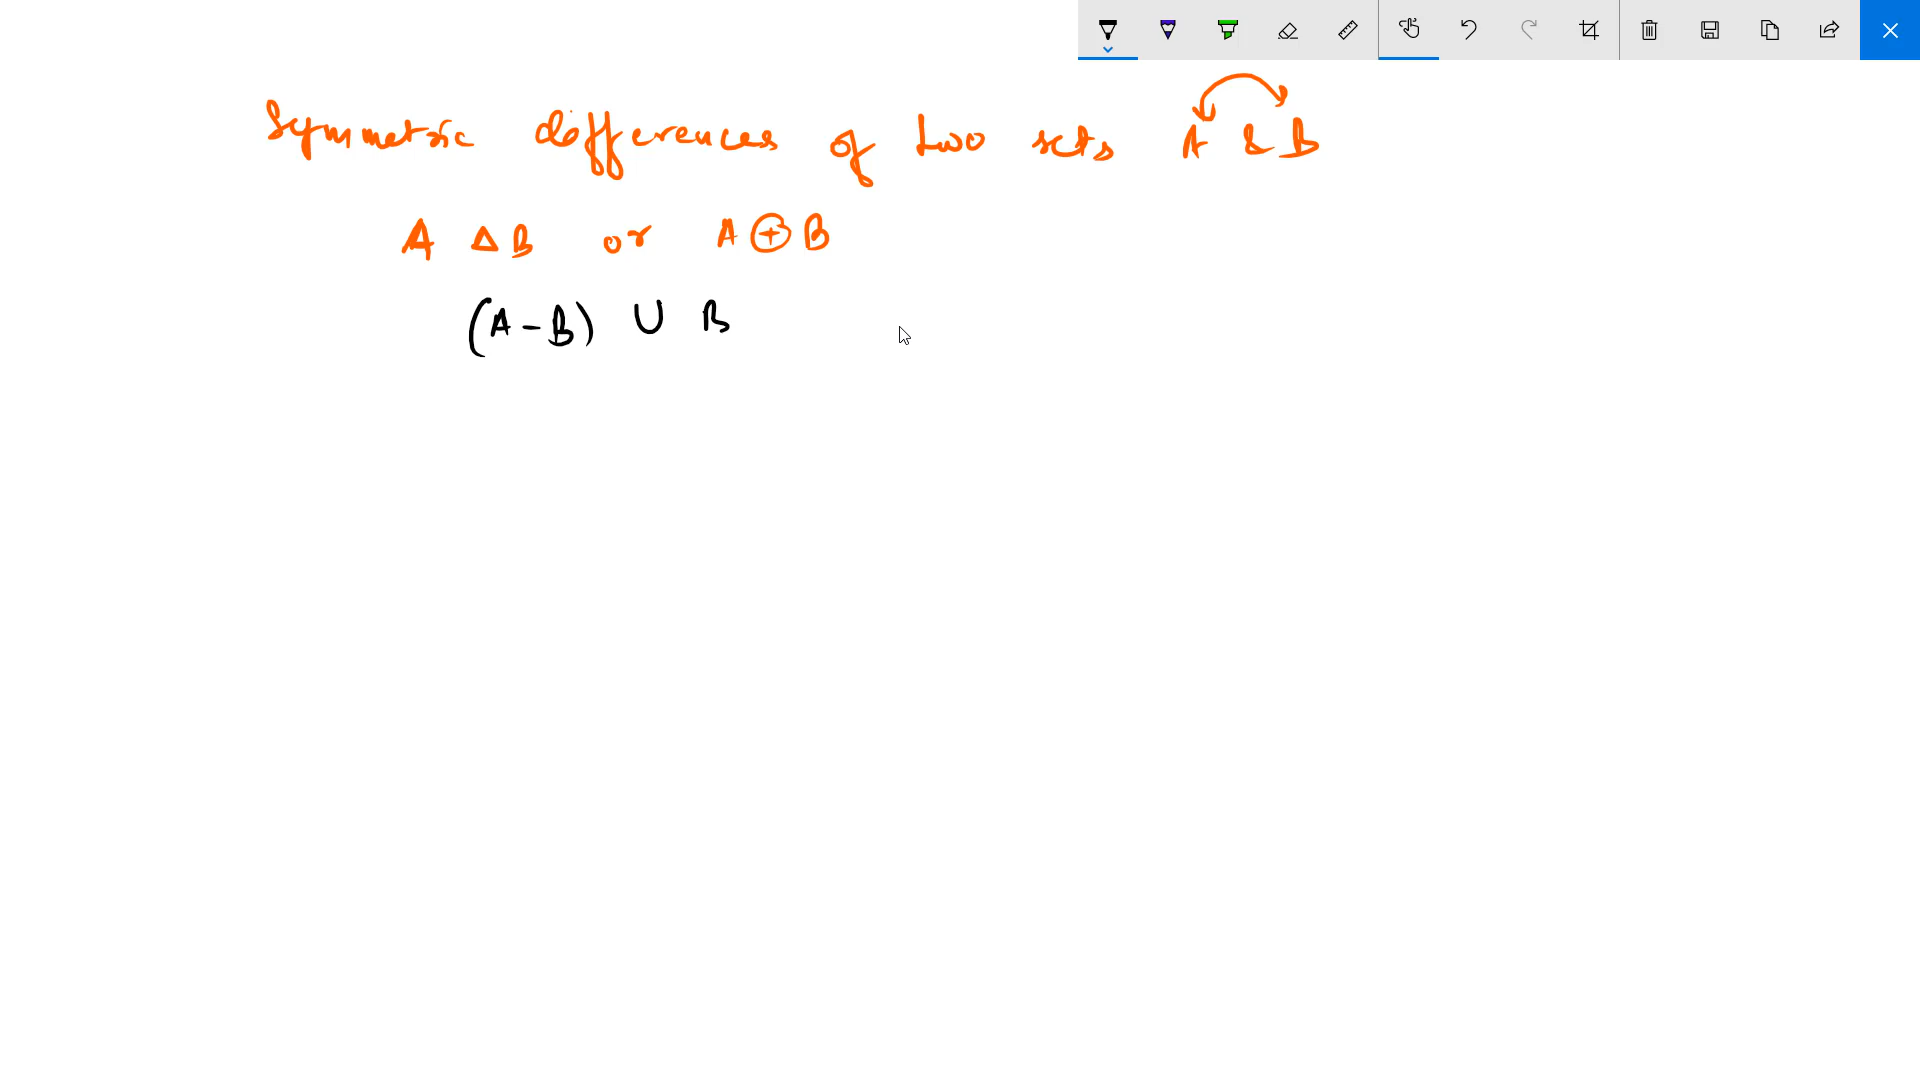 Symmetric differences of two sets A & B
A Δ B or A ⊕ B
(A - B) ∪ B